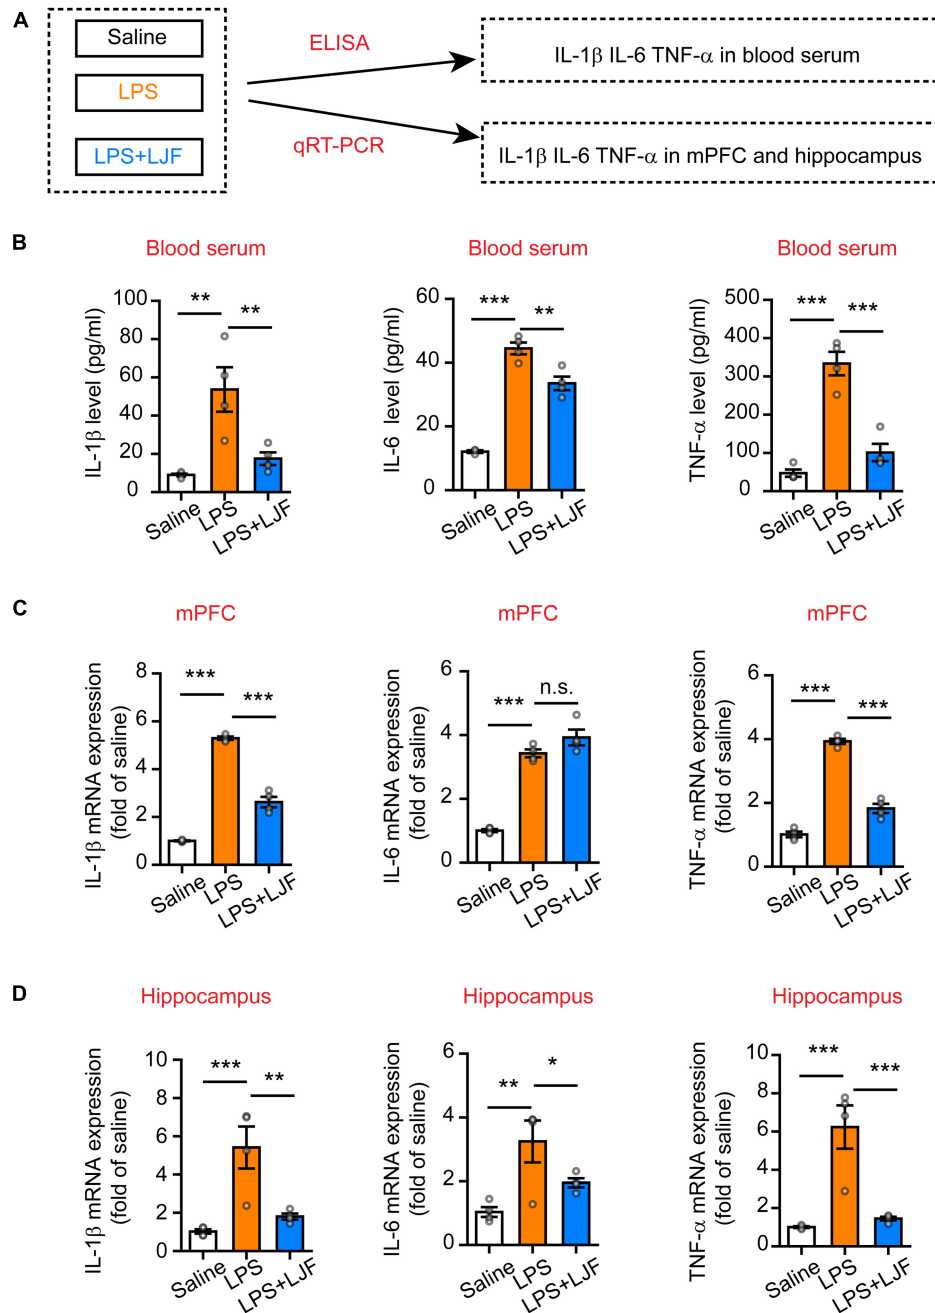 A
Saline
LPS
LPS+LJF
ELISA
qRT-PCR
IL-1β IL-6 TNF-α in blood serum
IL-1β IL-6 TNF-α in mPFC and hippocampus
B
Blood serum
IL-1β level (pg/ml)
100
80
60
40
20
0
**
**
Saline
LPS
LPS+LJF
Blood serum
IL-6 level (pg/ml)
60
40
20
0
***
**
Saline
LPS
LPS+LJF
Blood serum
TNF-α level (pg/ml)
500
400
300
200
100
0
***
***
Saline
LPS
LPS+LJF
C
mPFC
IL-1β mRNA expression
(fold of saline)
8
6
4
2
0
***
***
Saline
LPS
LPS+LJF
mPFC
IL-6 mRNA expression
(fold of saline)
6
4
2
0
***
n.s.
Saline
LPS
LPS+LJF
mPFC
TNF-α mRNA expression
(fold of saline)
6
4
2
0
***
***
Saline
LPS
LPS+LJF
D
Hippocampus
IL-1β mRNA expression
(fold of saline)
10
8
6
4
2
0
***
**
Saline
LPS
LPS+LJF
Hippocampus
IL-6 mRNA expression
(fold of saline)
6
4
2
0
**
*
Saline
LPS
LPS+LJF
Hippocampus
TNF-α mRNA expression
(fold of saline)
10
8
6
4
2
0
***
***
Saline
LPS
LPS+LJF